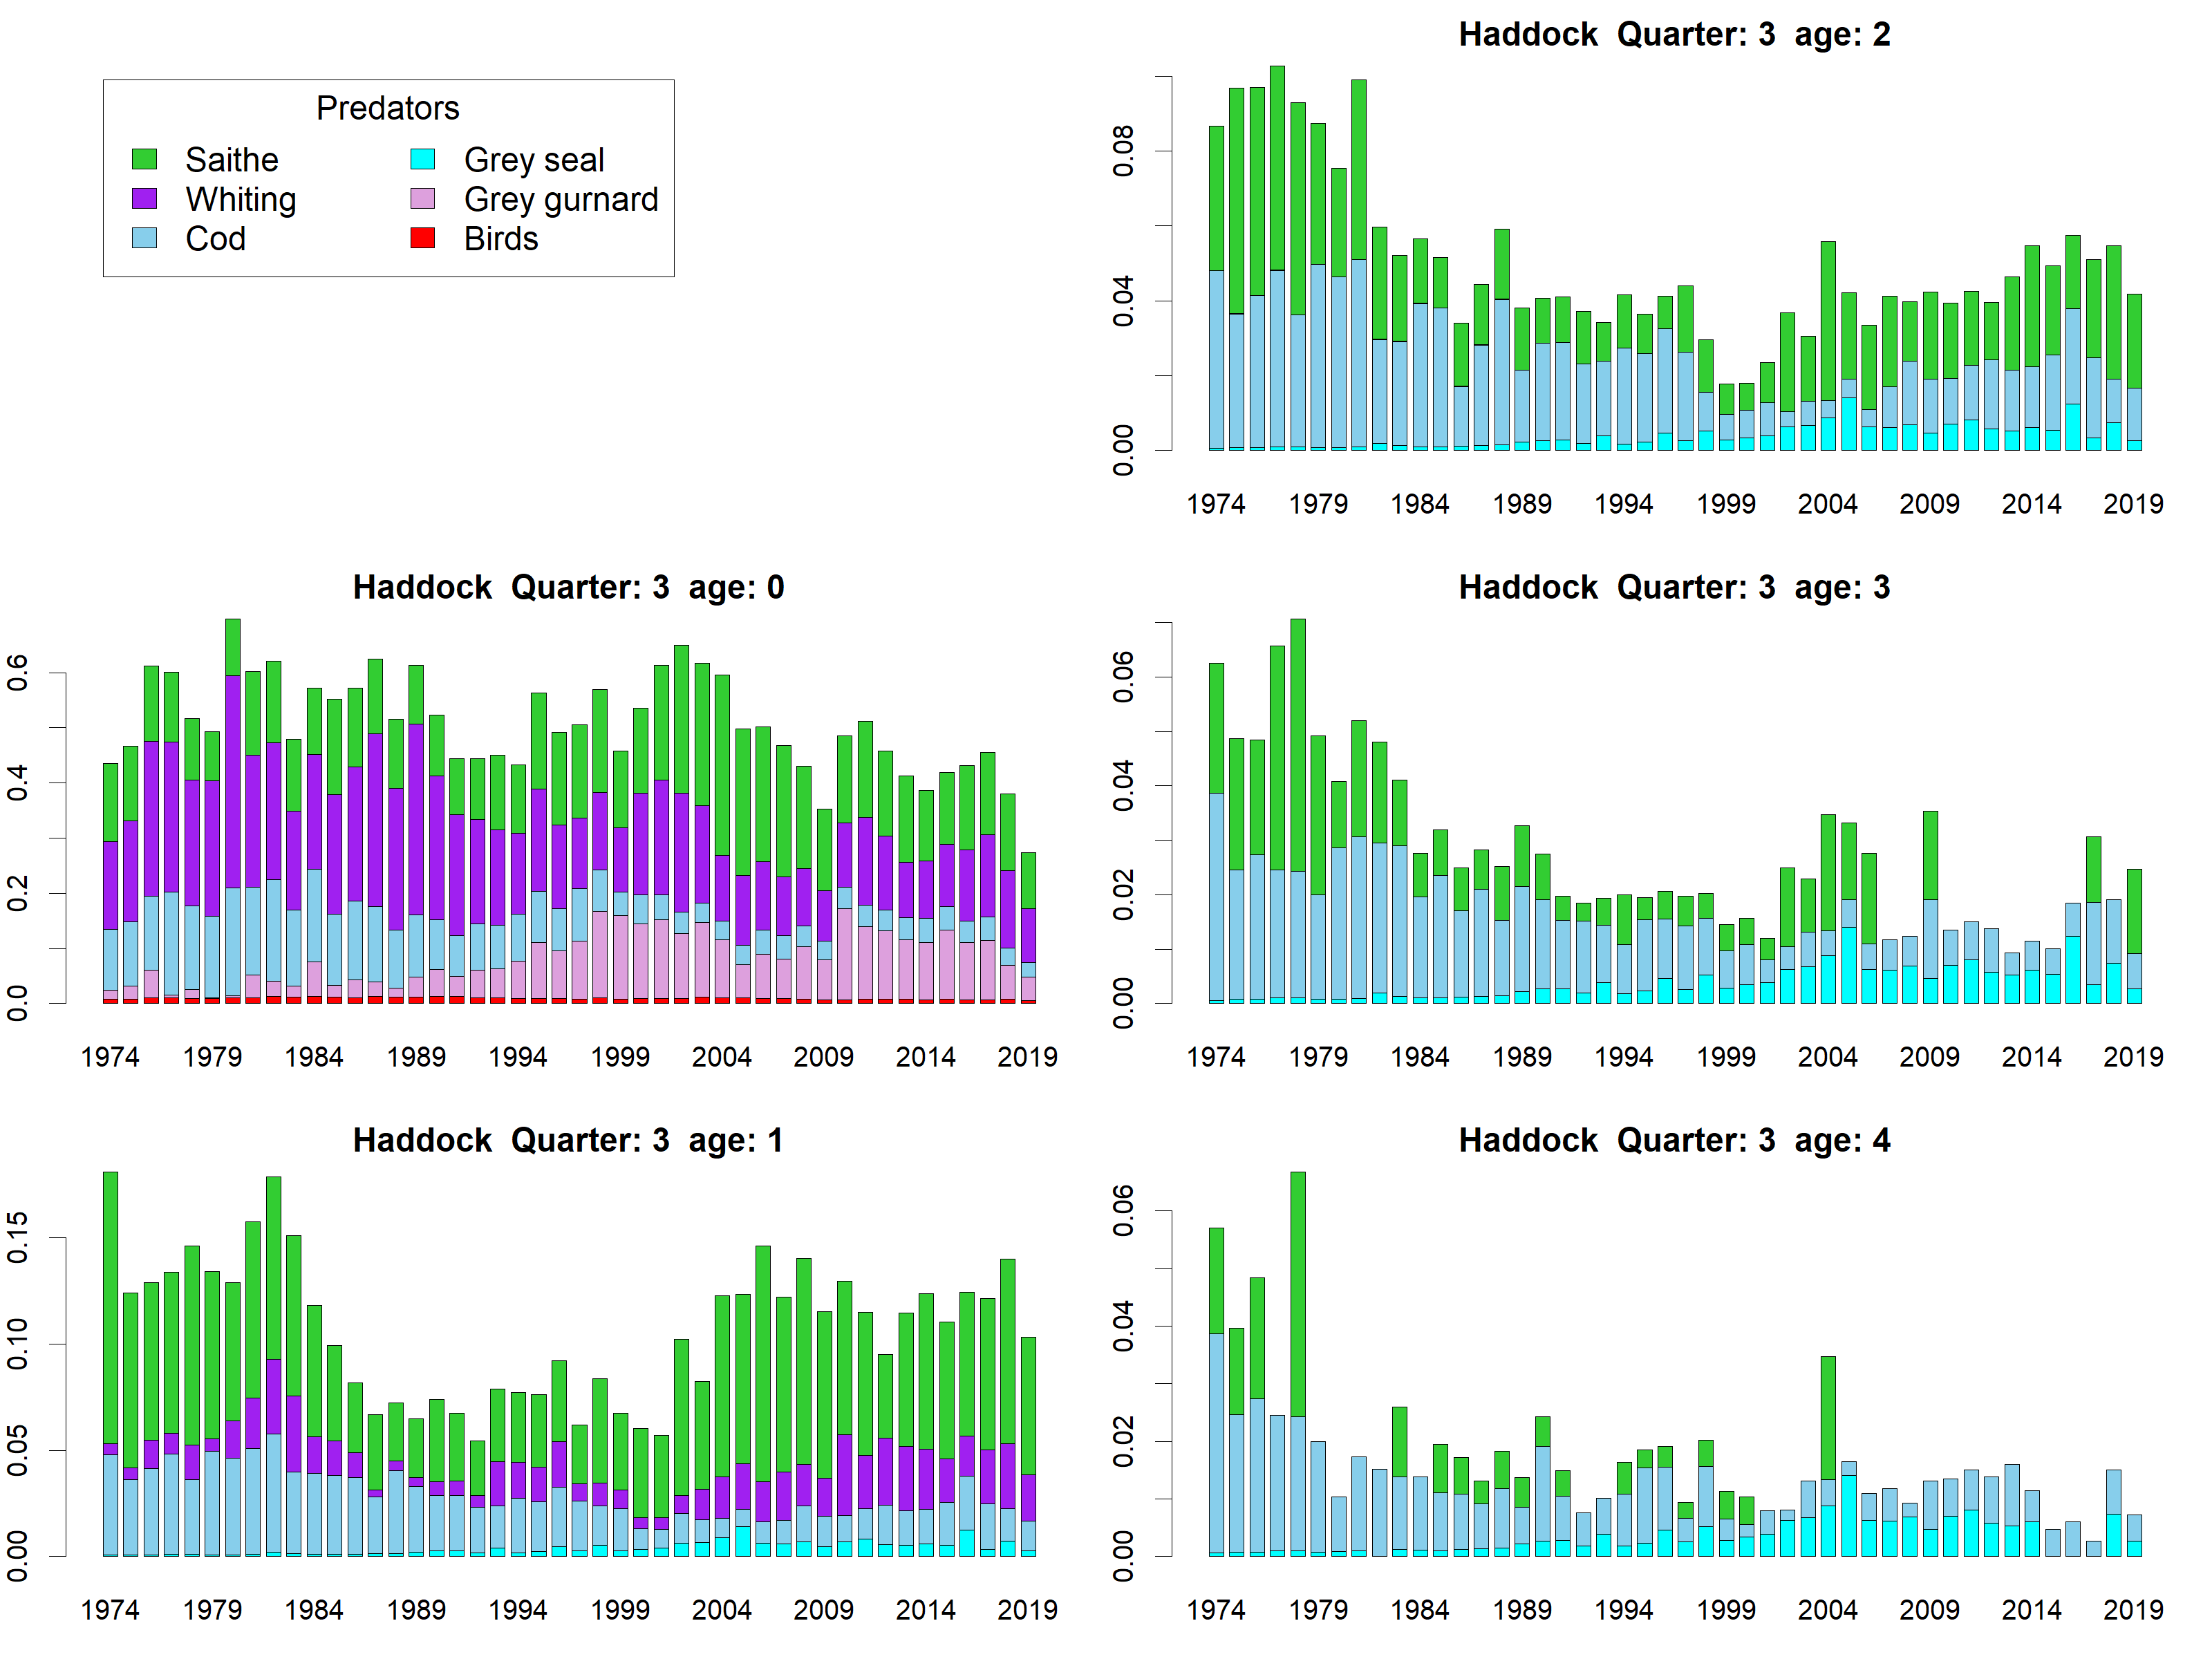 Predators
Saithe Grey seal
Whiting Grey gurnard
Cod Birds
Haddock Quarter: 3 age: 2
0.08
0.04
0.00
1974 1979 1984 1989 1994 1999 2004 2009 2014 2019
Haddock Quarter: 3 age: 0
0.6
0.4
0.2
0.0
1974 1979 1984 1989 1994 1999 2004 2009 2014 2019
Haddock Quarter: 3 age: 3
0.06
0.04
0.02
0.00
1974 1979 1984 1989 1994 1999 2004 2009 2014 2019
Haddock Quarter: 3 age: 1
0.15
0.10
0.05
0.00
1974 1979 1984 1989 1994 1999 2004 2009 2014 2019
Haddock Quarter: 3 age: 4
0.06
0.04
0.02
0.00
1974 1979 1984 1989 1994 1999 2004 2009 2014 2019